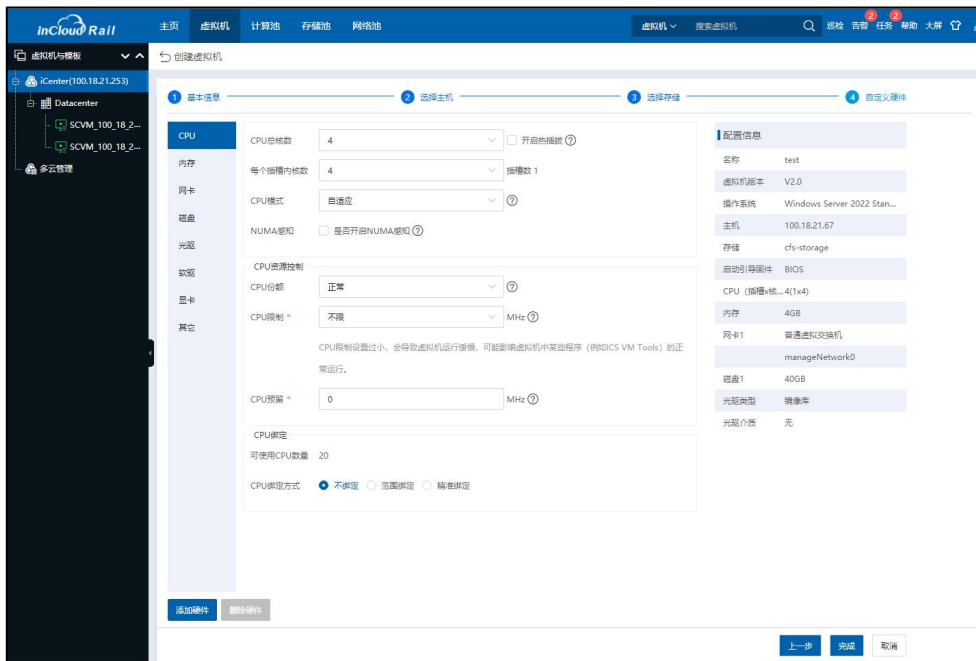 inCloud Rail
主页 虚拟机 计算池 存储池 网络池 虚拟机 搜索虚拟机 巡检 告警 2 任务 2 帮助 大屏
虚拟机与模板
创建虚拟机
iCenter(100.18.21.253)
Datacenter
SCVM_100_18_2...
SCVM_100_18_2...
多云管理
1 基本信息 2 选择主机 3 选择存储 4 自定义硬件
CPU
内存
网卡
磁盘
光驱
软驱
显卡
其它
CPU总核数 4 开启热插拔 ?
每个插槽内核数 4 插槽数 1
CPU模式 自适应 ?
NUMA感知 是否开启NUMA感知 ?
CPU资源控制
CPU份额 正常 ?
CPU限制 * 不限 MHz ?
CPU限制设置过小，会导致虚拟机运行缓慢，可能影响虚拟机中某些程序（例如ICS VM Tools）的正
常运行。
CPU预留 * 0 MHz ?
CPU绑定
可使用CPU数量 20
CPU绑定方式 不绑定 范围绑定 精准绑定
配置信息
名称 test
虚拟机版本 V2.0
操作系统 Windows Server 2022 Stan...
主机 100.18.21.67
存储 cfs-storage
启动引导固件 BIOS
CPU（插槽x核... 4(1x4)
内存 4GB
网卡1 普通虚拟交换机
manageNetwork0
磁盘1 40GB
光驱类型 镜像库
光驱介质 无
添加硬件 删除硬件
上一步 完成 取消